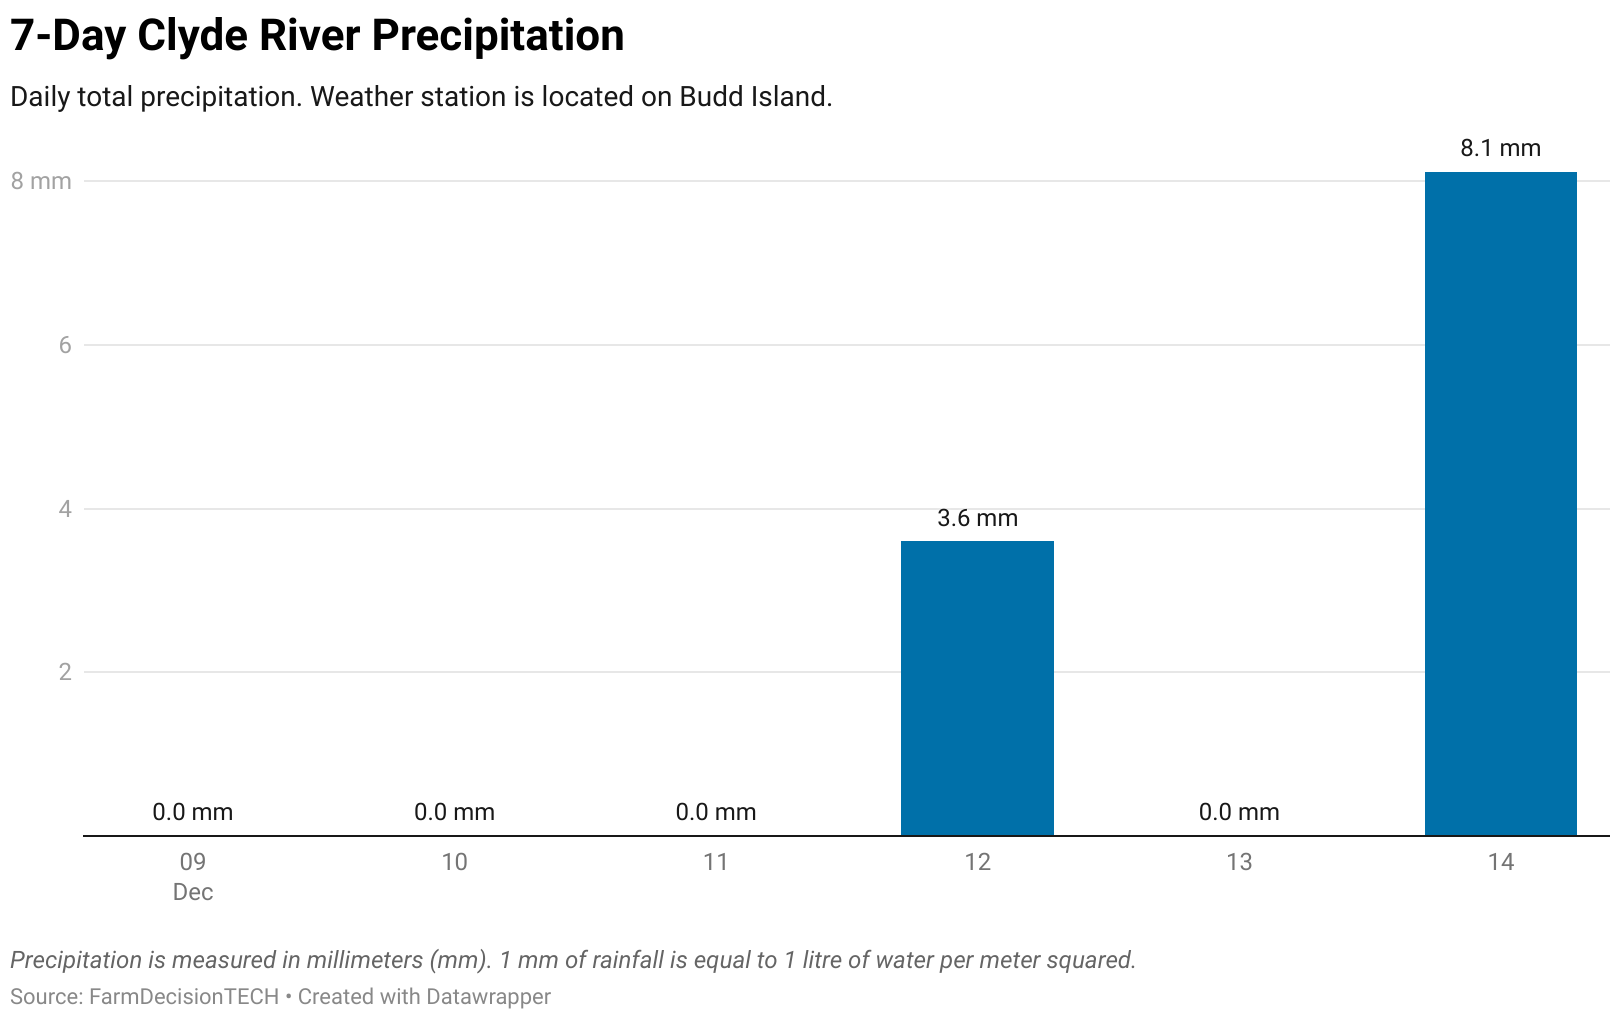 7-Day Clyde River Precipitation
Daily total precipitation. Weather station is located on Budd Island.
8.1 mm
8 mm
6
4
3.6 mm
2
0.0 mm 0.0 mm 0.0 mm 0.0 mm
09 10 11 12 13 14
Dec
Precipitation is measured in millimeters (mm). 1 mm of rainfall is equal to 1 litre of water per meter squared.
Source: FarmDecisionTECH • Created with Datawrapper